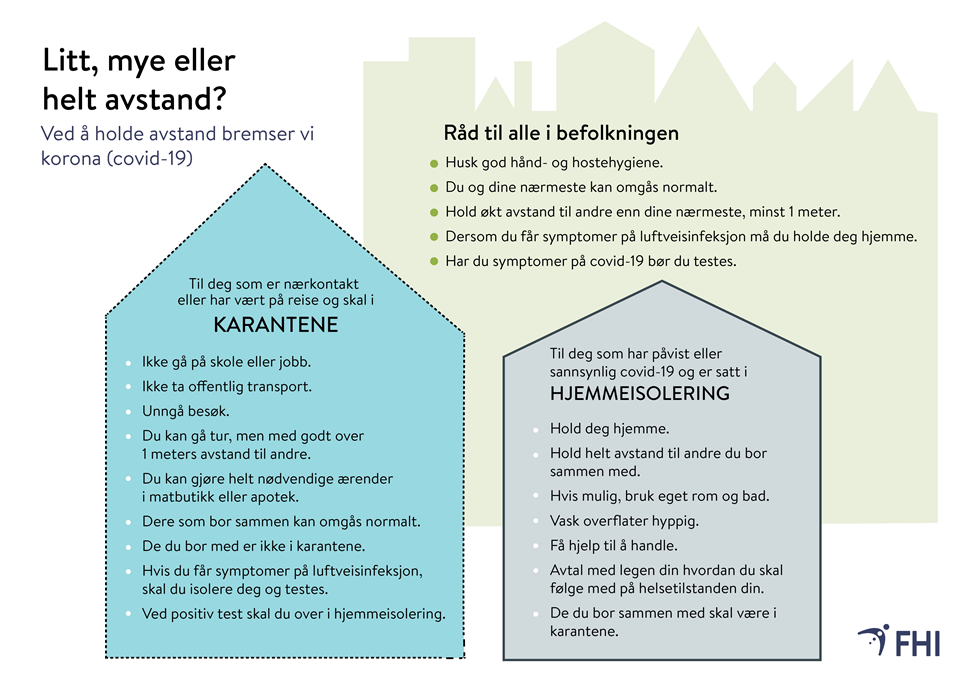 Litt, mye eller
helt avstand?
Ved å holde avstand bremser vi
korona (covid-19)
Råd til alle i befolkningen
Husk god hånd- og hostehygiene.
Du og dine nærmeste kan omgås normalt.
Hold økt avstand til andre enn dine nærmeste, minst 1 meter.
Dersom du får symptomer på luftveisinfeksjon må du holde deg hjemme.
Har du symptomer på covid-19 bør du testes.
Til deg som er nærkontakt
eller har vært på reise og skal i
KARANTENE
Ikke gå på skole eller jobb.
Ikke ta offentlig transport.
Unngå besøk.
Du kan gå tur, men med godt over
1 meters avstand til andre.
Du kan gjøre helt nødvendige ærender
i matbutikk eller apotek.
Dere som bor sammen kan omgås normalt.
De du bor med er ikke i karantene.
Hvis du får symptomer på luftveisinfeksjon,
skal du isolere deg og testes.
Ved positiv test skal du over i hjemmeisolering.
Til deg som har påvist eller
sannsynlig covid-19 og er satt i
HJEMMEISOLERING
Hold deg hjemme.
Hold helt avstand til andre du bor
sammen med.
Hvis mulig, bruk eget rom og bad.
Vask overflater hyppig.
Få hjelp til å handle.
Avtal med legen din hvordan du skal
følge med på helsetilstanden din.
De du bor sammen med skal være i
karantene.
FHI